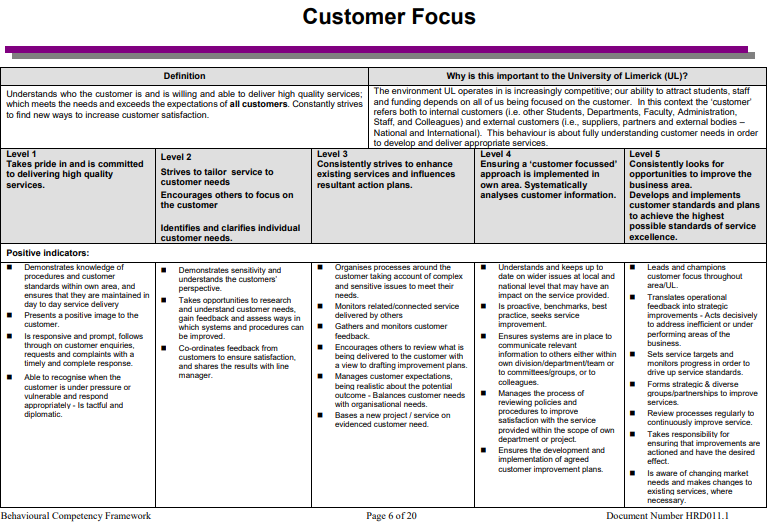 Customer Focus
Definition
Why is this important to the University of Limerick (UL)?
Understands who the customer is and is willing and able to deliver high quality services;
which meets the needs and exceeds the expectations of all customers. Constantly strives
to find new ways to increase customer satisfaction.
The environment UL operates in is increasingly competitive; our ability to attract students, staff
and funding depends on all of us being focused on the customer. In this context the ‘customer’
refers both to internal customers (i.e. other Students, Departments, Faculty, Administration,
Staff, and Colleagues) and external customers (i.e., suppliers, partners and external bodies –
National and International). This behaviour is about fully understanding customer needs in order
to develop and deliver appropriate services.
Level 1
Takes pride in and is committed
to delivering high quality
services.
Level 2
Strives to tailor service to
customer needs
Encourages others to focus on
the customer
Identifies and clarifies individual
customer needs.
Level 3
Consistently strives to enhance
existing services and influences
resultant action plans.
Level 4
Ensuring a ‘customer focussed’
approach is implemented in
own area. Systematically
analyses customer information.
Level 5
Consistently looks for
opportunities to improve the
business area.
Develops and implements
customer standards and plans
to achieve the highest
possible standards of service
excellence.
Positive indicators:
■ Demonstrates knowledge of
procedures and customer
standards within own area, and
ensures that they are maintained in
day to day service delivery
■ Presents a positive image to the
customer.
■ Is responsive and prompt, follows
through on customer enquiries,
requests and complaints with a
timely and complete response.
■ Able to recognise when the
customer is under pressure or
vulnerable and respond
appropriately - Is tactful and
diplomatic.
■ Demonstrates sensitivity and
understands the customers’
perspective.
■ Takes opportunities to research
and understand customer needs,
gain feedback and assess ways in
which systems and procedures can
be improved.
■ Co-ordinates feedback from
customers to ensure satisfaction,
and shares the results with line
manager.
■ Organises processes around the
customer taking account of complex
and sensitive issues to meet their
needs.
■ Monitors related/connected service
delivered by others
■ Gathers and monitors customer
feedback.
■ Encourages others to review what is
being delivered to the customer with
a view to drafting improvement plans.
■ Manages customer expectations,
being realistic about the potential
outcome - Balances customer needs
with organisational needs.
■ Bases a new project / service on
evidenced customer need.
■ Understands and keeps up to
date on wider issues at local and
national level that may have an
impact on the service provided.
■ Is proactive, benchmarks, best
practice, seeks service
improvement.
■ Ensures systems are in place to
communicate relevant
information to others either within
own division/department/team or
to committees/groups, or to
colleagues.
■ Manages the process of
reviewing policies and
procedures to improve
satisfaction with the service
provided within the scope of own
department or project.
■ Ensures the development and
implementation of agreed
customer improvement plans.
■ Leads and champions
customer focus throughout
area/UL.
■ Translates operational
feedback into strategic
improvements - Acts decisively
to address inefficient or under
performing areas of the
business.
■ Sets service targets and
monitors progress in order to
drive up service standards.
■ Forms strategic & diverse
groups/partnerships to improve
services.
■ Review processes regularly to
continuously improve service.
■ Takes responsibility for
ensuring that improvements are
actioned and have the desired
effect.
■ Is aware of changing market
needs and makes changes to
existing services, where
necessary.
Behavioural Competency Framework
Page 6 of 20
Document Number HRD011.1